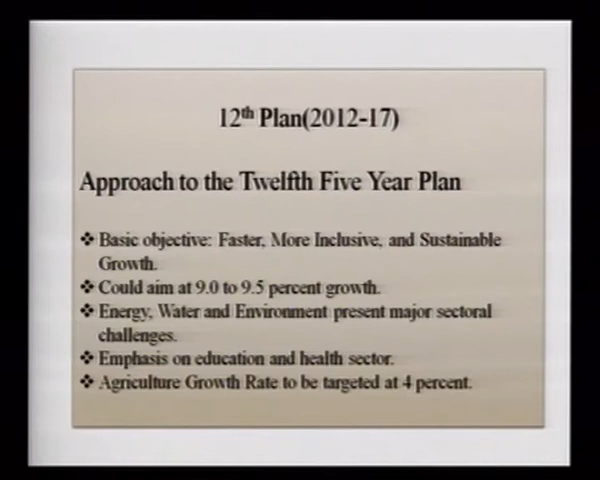 12th Plan(2012-17)
Approach to the Twelfth Five Year Plan
❖ Basic objective: Faster, More Inclusive, and Sustainable
Growth.
❖ Could aim at 9.0 to 9.5 percent growth.
❖ Energy, Water and Environment present major sectoral
challenges.
❖ Emphasis on education and health sector.
❖ Agriculture Growth Rate to be targeted at 4 percent.